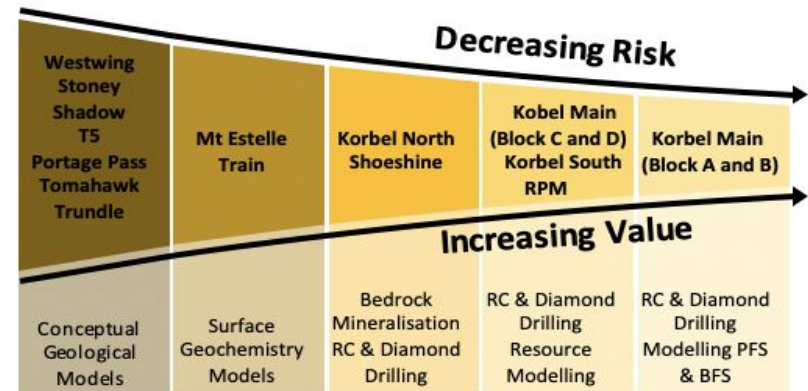 Decreasing Risk
Westwing
Stoney
Shadow
T5
Portage Pass
Tomahawk
Trundle
Mt Estelle
Train
Korbel North
Shoeshine
Kobel Main
(Block C and D)
Korbel South
RPM
Korbel Main
(Block A and B)
Increasing Value
Conceptual
Geological
Models
Surface
Geochemistry
Models
Bedrock
Mineralisation
RC & Diamond
Drilling
RC & Diamond
Drilling
Resource
Modelling
RC & Diamond
Drilling
Modelling PFS
& BFS